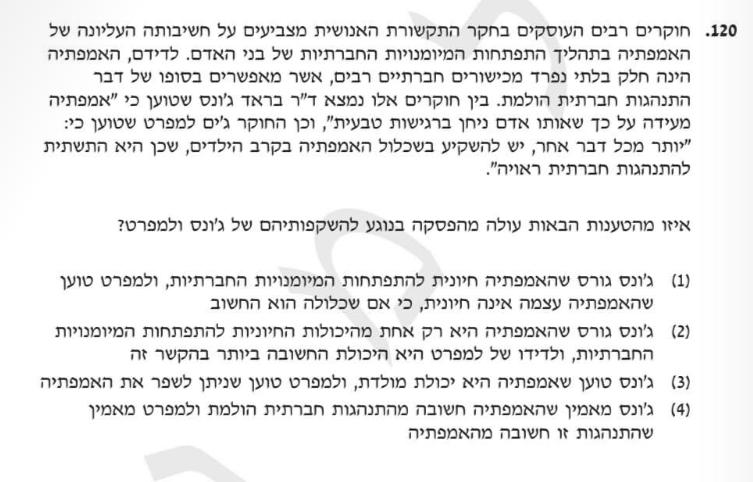 120. חוקרים רבים העוסקים בחקר התקשורת האנושית מצביעים על חשיבותה העליונה של
האמפתיה בתהליך התפתחות המיומנויות החברתיות של בני האדם. לדידם, האמפתיה
הינה חלק בלתי נפרד מכישורים חברתיים רבים, אשר מאפשרים בסופו של דבר
התנהגות חברתית הולמת. בין חוקרים אלו נמצא ד"ר בראד ג'ונס שטוען כי "אמפתיה
מעידה על כך שאותו אדם ניחן ברגישות טבעית", וכן החוקר ג'ים למפרט שטוען כי:
"יותר מכל דבר אחר, יש להשקיע בשכלול האמפתיה בקרב הילדים, שכן היא התשתית
להתנהגות חברתית ראויה".
איזו מהטענות הבאות עולה מהפסקה בנוגע להשקפותיהם של ג'ונס ולמפרט?
(1) ג'ונס גורס שהאמפתיה חיונית להתפתחות המיומנויות החברתיות, ולמפרט טוען
שהאמפתיה עצמה אינה חיונית, כי אם שכלולה הוא החשוב
(2) ג'ונס גורס שהאמפתיה היא רק אחת מהיכולות החיוניות להתפתחות המיומנויות
החברתיות, ולדידו של למפרט היא היכולת החשובה ביותר בהקשר זה
(3) ג'ונס טוען שאמפתיה היא יכולת מולדת, ולמפרט טוען שניתן לשפר את האמפתיה
(4) ג'ונס מאמין שהאמפתיה חשובה מהתנהגות חברתית הולמת ולמפרט מאמין
שהתנהגות זו חשובה מהאמפתיה